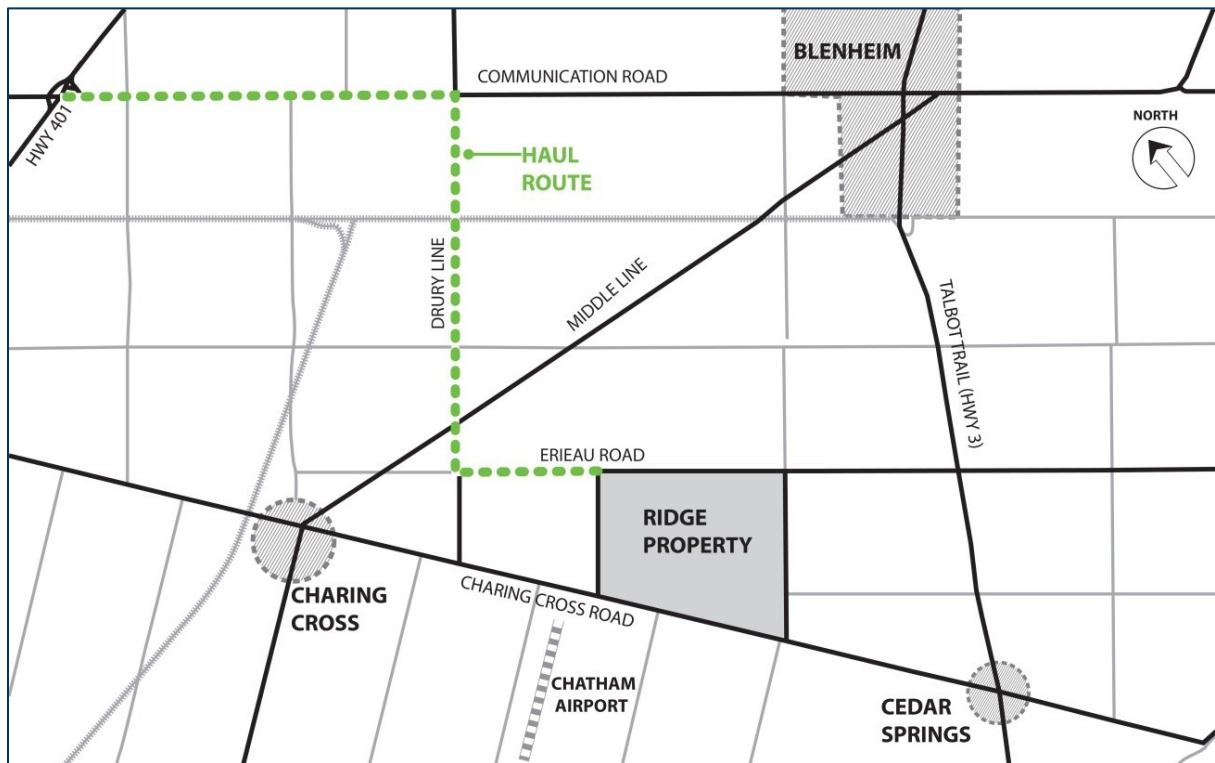 BLENHEIM
COMMUNICATION ROAD
HWY 401
NORTH
HAUL
ROUTE
DRURY LINE
MIDDLE LINE
TALBOT TRAIL (HWY 3)
ERIEAU ROAD
RIDGE
PROPERTY
CHARING
CROSS
CHARING CROSS ROAD
CHATHAM
AIRPORT
CEDAR
SPRINGS